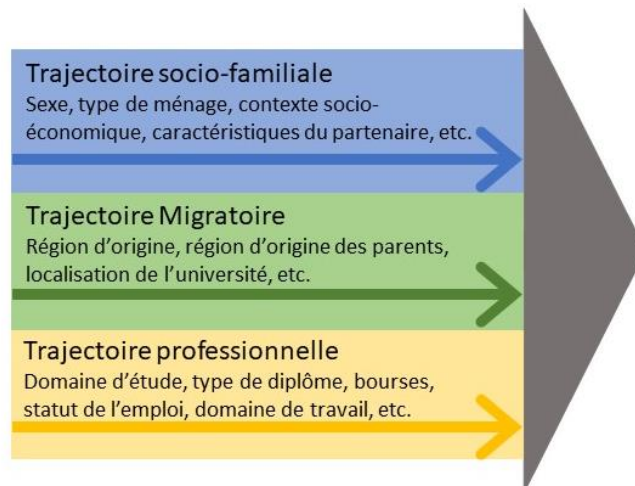 Trajectoire socio-familiale
Sexe, type de ménage, contexte socio-
économique, caractéristiques du partenaire, etc.
Trajectoire Migratoire
Région d'origine, région d'origine des parents,
localisation de l'université, etc.
Trajectoire professionnelle
Domaine d'étude, type de diplôme, bourses,
statut de l'emploi, domaine de travail, etc.